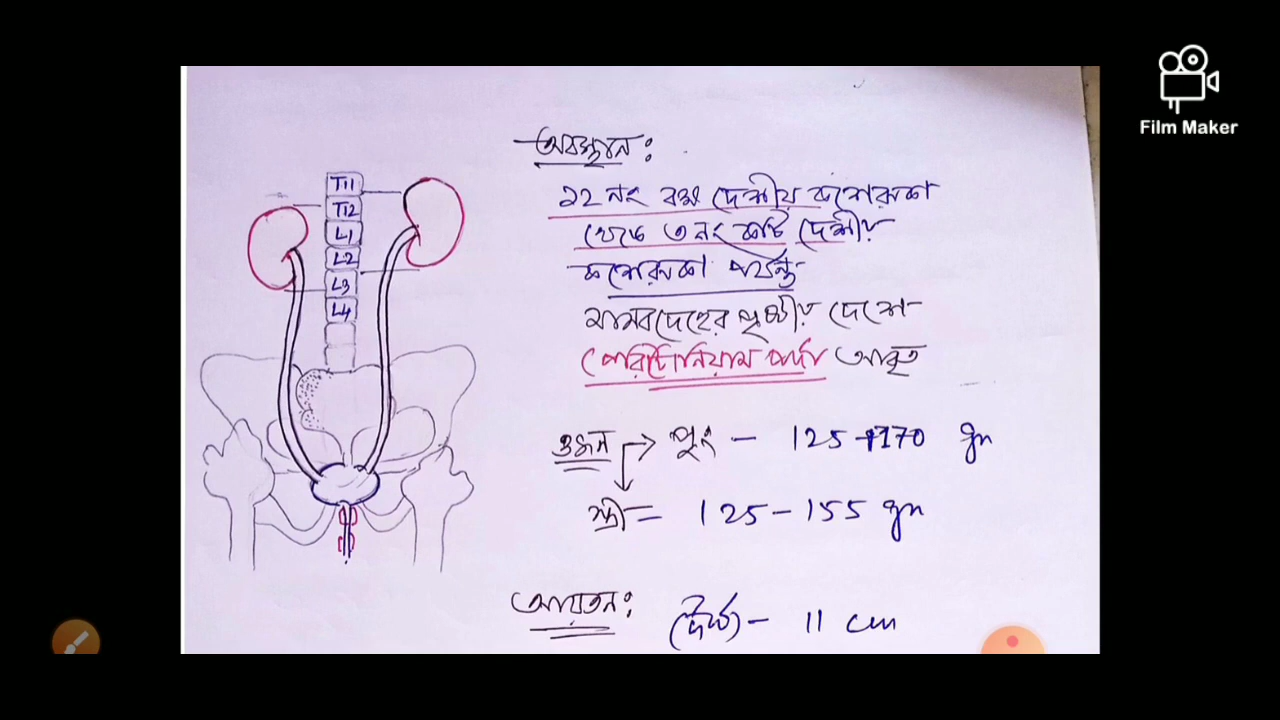 Film Maker
অবস্থান :
১২ নং বক্ষ দেশীয় কশেরুকা
থেকে ৩ নং কটি দেশীয়
কশেরুকা পর্যন্ত
মানবদেহের পৃষ্ঠীয় দেশে
পেরিটোনিয়াম পর্দা আবৃত
ওজন → পুং – 125-170 gm
স্ত্রী = 125-155 gm
আয়তন :
দৈর্ঘ্য – 11 cm
T11
T12
L1
L2
L3
L4